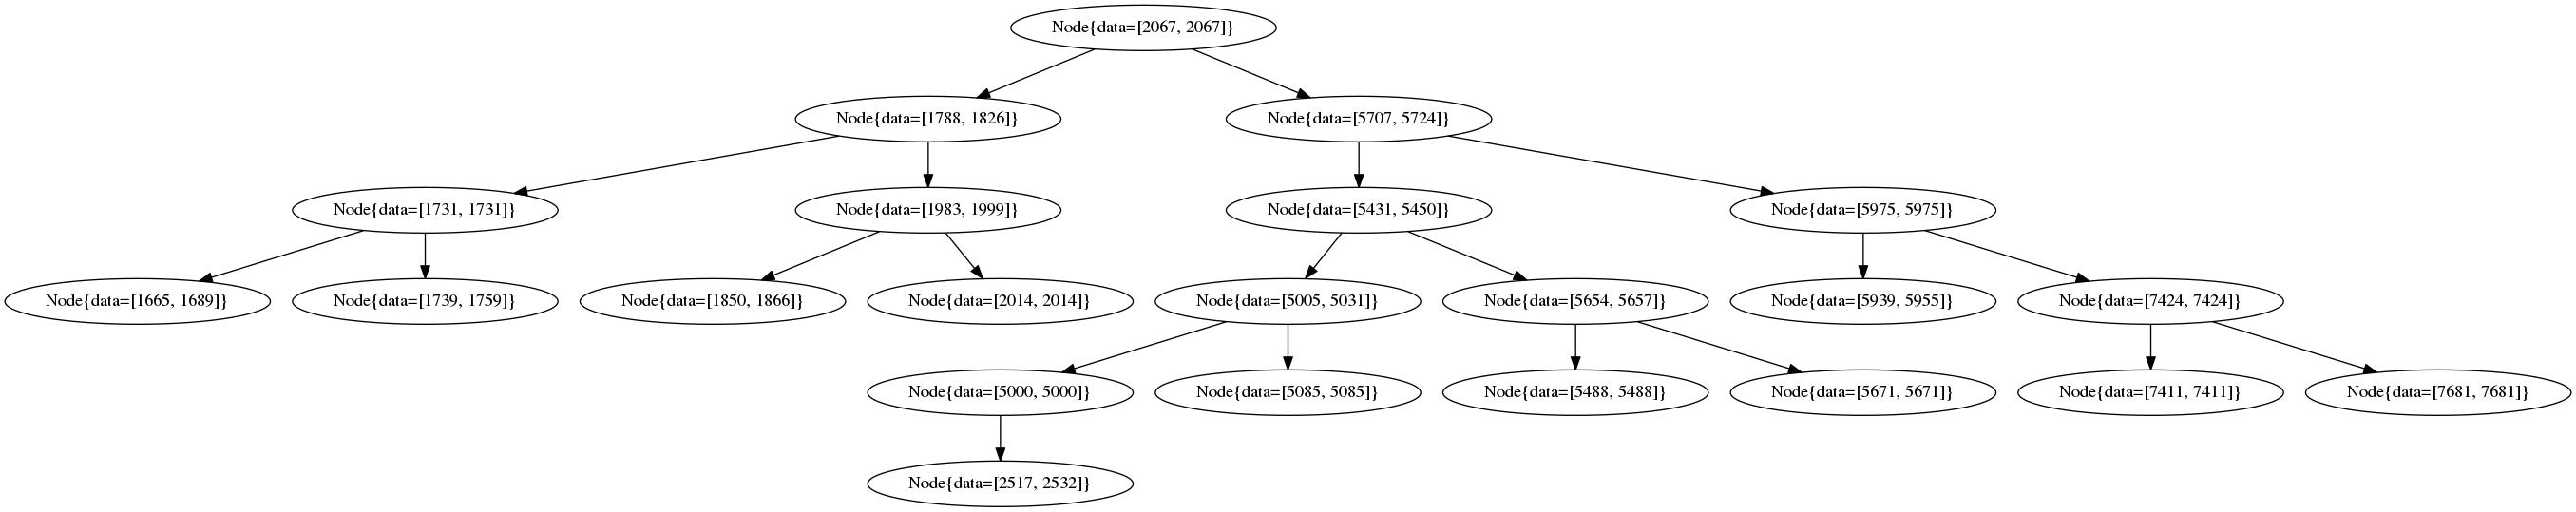 Node{data=[2067, 2067]}
Node{data=[1788, 1826]}
Node{data=[5707, 5724]}
Node{data=[1731, 1731]}
Node{data=[1983, 1999]}
Node{data=[5431, 5450]}
Node{data=[5975, 5975]}
Node{data=[1665, 1689]}
Node{data=[1739, 1759]}
Node{data=[1850, 1866]}
Node{data=[2014, 2014]}
Node{data=[5005, 5031]}
Node{data=[5654, 5657]}
Node{data=[5939, 5955]}
Node{data=[7424, 7424]}
Node{data=[5000, 5000]}
Node{data=[5085, 5085]}
Node{data=[5488, 5488]}
Node{data=[5671, 5671]}
Node{data=[7411, 7411]}
Node{data=[7681, 7681]}
Node{data=[2517, 2532]}